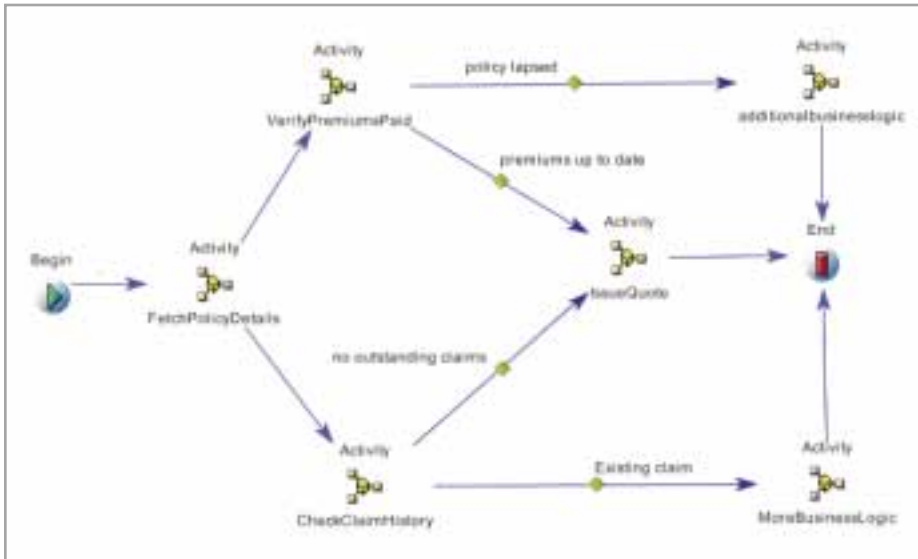 Activity
VerifyPremiumsPaid
policy lapsed
Activity
additionalbusinesslogic
premiums up to date
Begin
Activity
FetchPolicyDetails
Activity
IssueQuote
End
no outstanding claims
Activity
CheckClaimHistory
Existing claim
Activity
MoreBusinessLogic